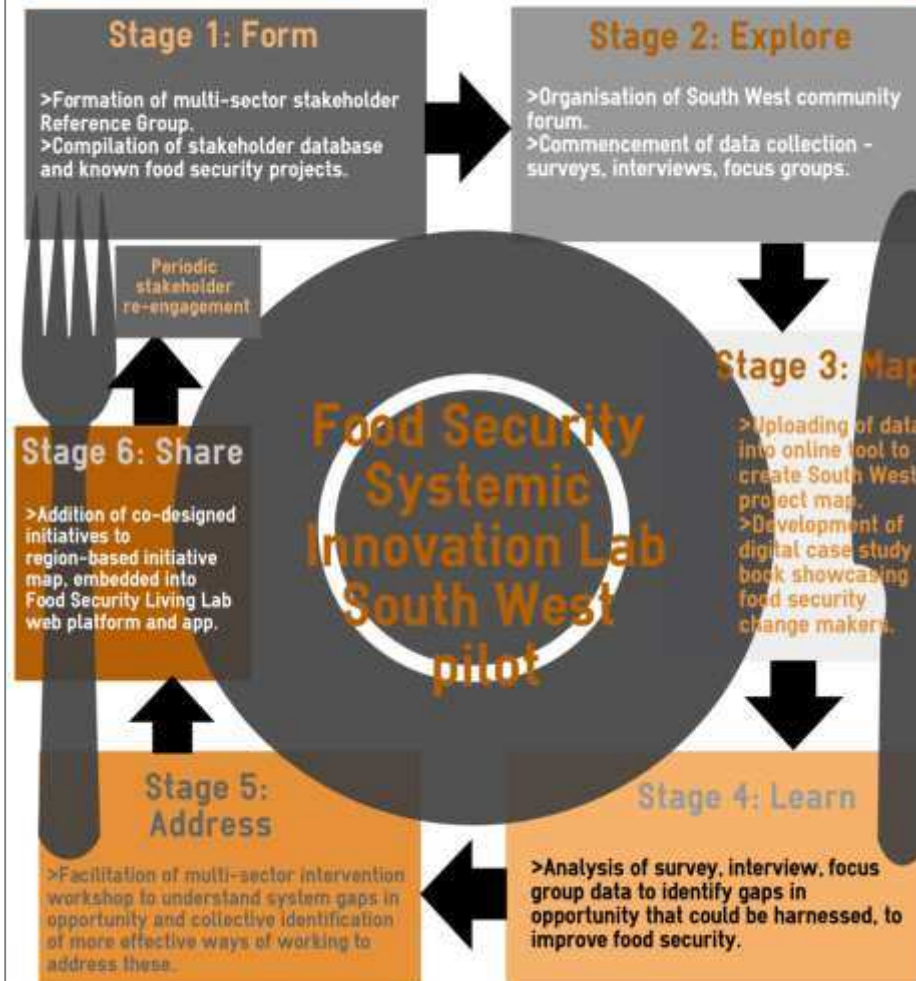 Stage 1: Form
>Formation of multi-sector stakeholder
Reference Group.
>Compilation of stakeholder database
and known food security projects.
Stage 2: Explore
>Organisation of South West community
forum.
>Commencement of data collection -
surveys, interviews, focus groups.
Stage 3: Map
>Uploading of data
into online tool to
create South West
project map.
>Development of
digital case study
book showcasing
food security
change makers.
Stage 4: Learn
>Analysis of survey, interview, focus
group data to identify gaps in
opportunity that could be harnessed, to
improve food security.
Stage 5:
Address
>Facilitation of multi-sector intervention
workshop to understand system gaps in
opportunity and collective identification
of more effective ways of working to
address these.
Stage 6: Share
>Addition of co-designed
initiatives to
region-based initiative
map, embedded into
Food Security Living Lab
web platform and app.
Periodic
stakeholder
re-engagement
Food Security
Systemic
Innovation Lab
South West
pilot